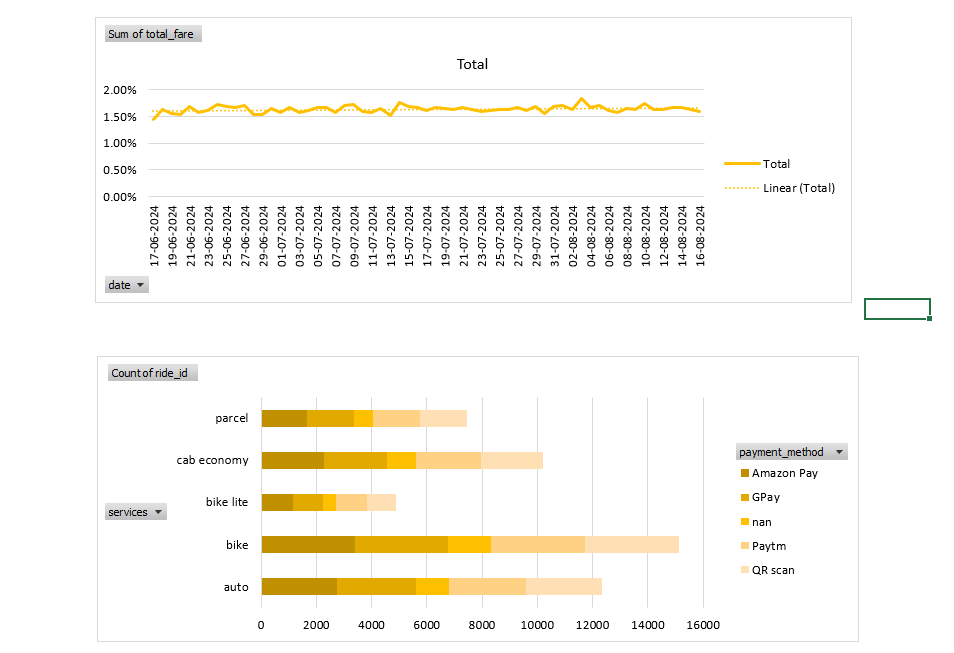 Sum of total_fare
Total
2.00%
1.50%
1.00%
0.50%
0.00%
Total
Linear (Total)
17-06-2024
19-06-2024
21-06-2024
23-06-2024
25-06-2024
27-06-2024
29-06-2024
01-07-2024
03-07-2024
05-07-2024
07-07-2024
09-07-2024
11-07-2024
13-07-2024
15-07-2024
17-07-2024
19-07-2024
21-07-2024
23-07-2024
25-07-2024
27-07-2024
29-07-2024
31-07-2024
02-08-2024
04-08-2024
06-08-2024
08-08-2024
10-08-2024
12-08-2024
14-08-2024
16-08-2024
date
Count of ride_id
parcel
cab economy
bike lite
bike
auto
services
0 2000 4000 6000 8000 10000 12000 14000 16000
payment_method
Amazon Pay
GPay
nan
Paytm
QR scan